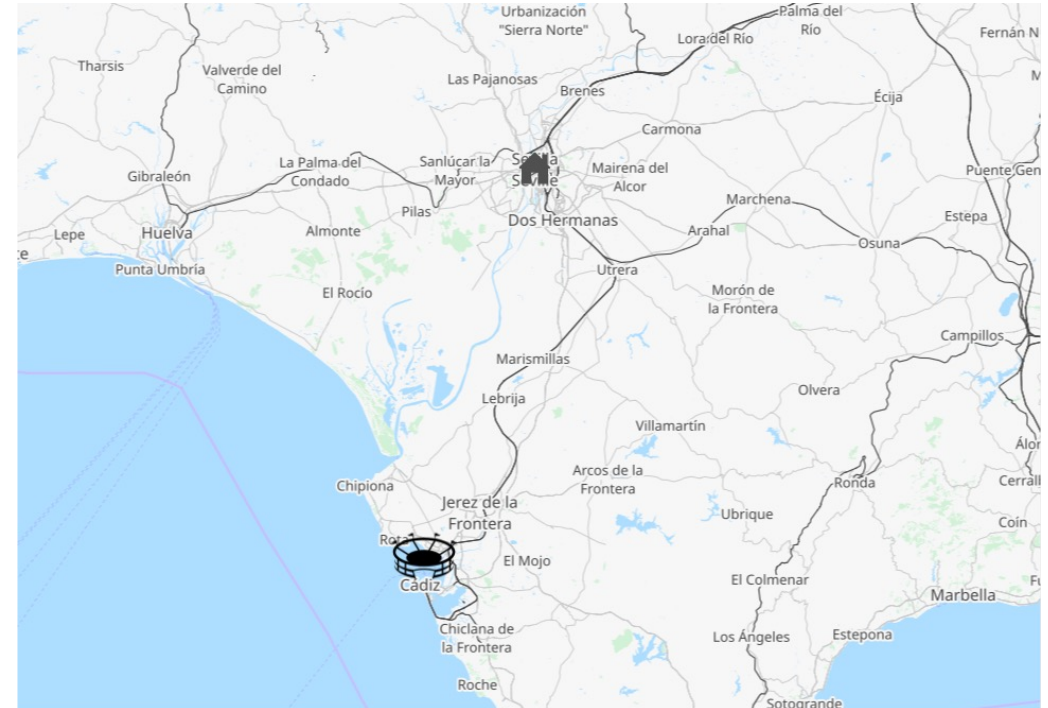 Urbanización
"Sierra Norte"
Palma del
Río
Lora del Río
Fernán N
Tharsis
Valverde del
Camino
Las Pajanosas
Brenes
Écija
Carmona
La Palma del
Condado
Sanlúcar la
Mayor
Sevilla
Seville
Mairena del
Alcor
Gibraleón
Puente Gen
Pilas
Marchena
Estepa
Lepe
Huelva
Almonte
Dos Hermanas
Arahal
Osuna
Punta Umbría
Utrera
El Rocío
Morón de
la Frontera
Campillos
Marismillas
Olvera
Lebrija
Villamartín
Álor
Chipiona
Arcos de la
Frontera
Ronda
Cerrall
Jerez de la
Frontera
Ubrique
Coín
Rota
El Mojo
Cádiz
El Colmenar
Marbella
Chiclana de
la Frontera
Los Ángeles
Estepona
Roche
Sotogrande